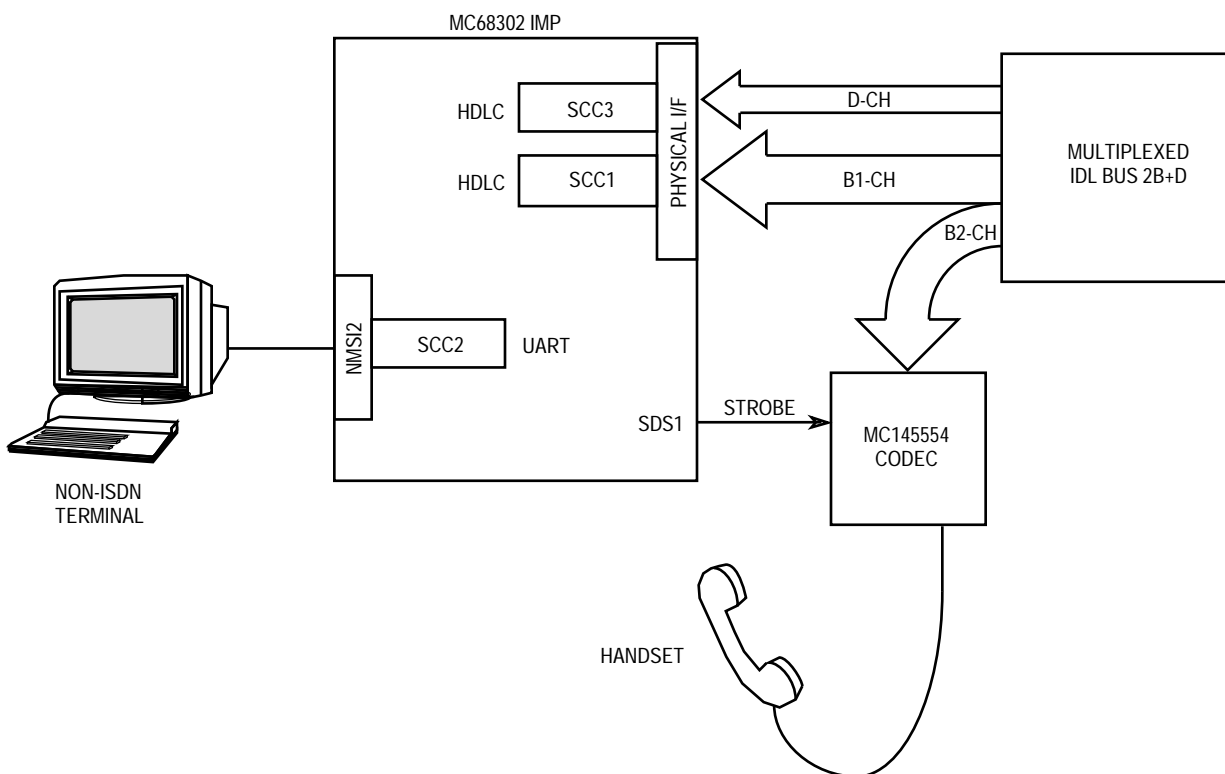 MC68302 IMP
HDLC
SCC3
PHYSICAL I/F
D-CH
HDLC
SCC1
B1-CH
MULTIPLEXED
IDL BUS 2B+D
B2-CH
NMSI2
SCC2
UART
SDS1
STROBE
MC145554
CODEC
NON-ISDN
TERMINAL
HANDSET